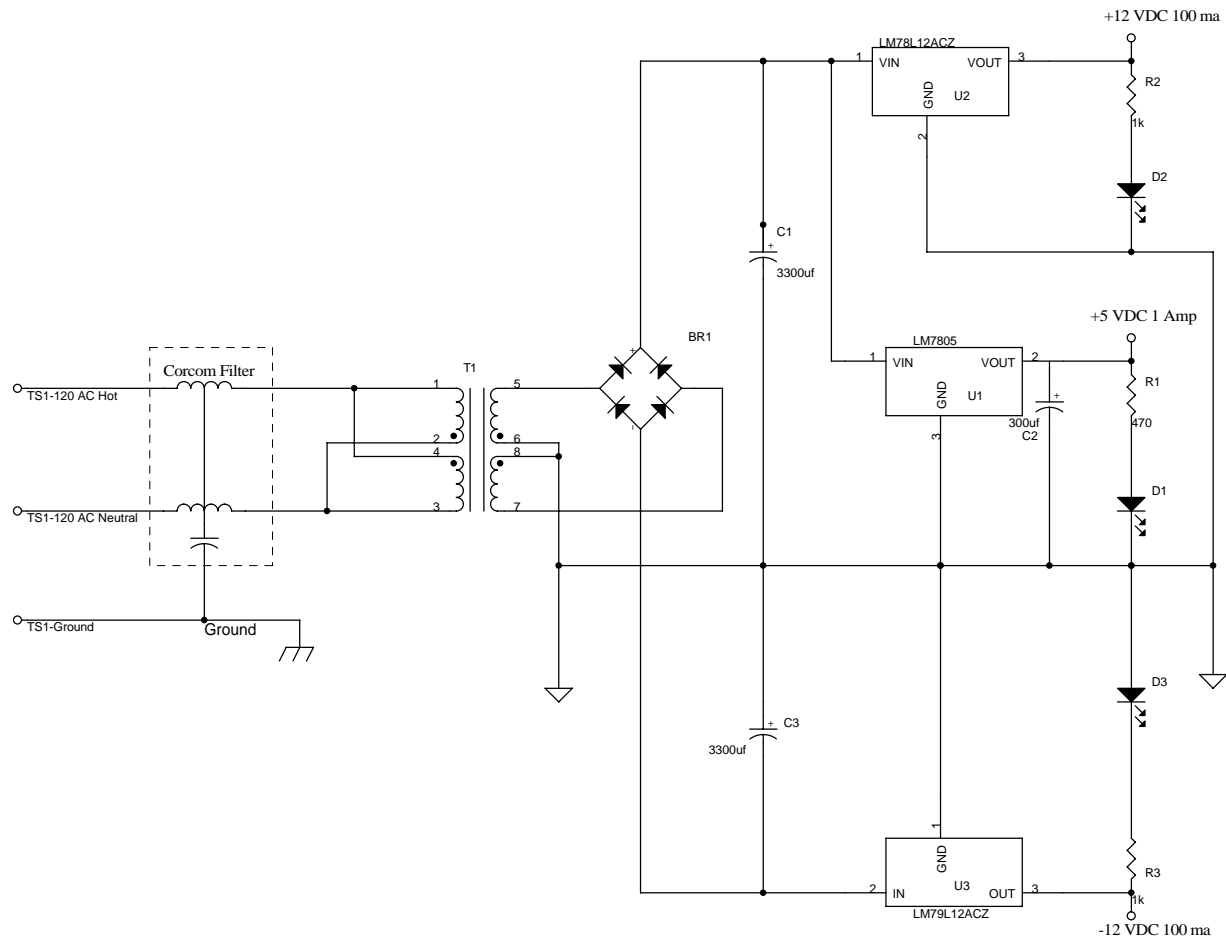 +12 VDC 100 ma
LM78L12ACZ
1 VIN VOUT 3
GND
U2
2
R2
1k
D2
C1
+
3300uf
+5 VDC 1 Amp
BR1
+
-
LM7805
1 VIN VOUT 2
GND
U1
3
+
300uf
C2
R1
470
D1
Corcom Filter
T1
TS1-120 AC Hot
1
5
2
6
4
8
TS1-120 AC Neutral
3
7
TS1-Ground
Ground
D3
+
C3
3300uf
1
GND
U3
2 IN OUT 3
LM79L12ACZ
R3
1k
-12 VDC 100 ma